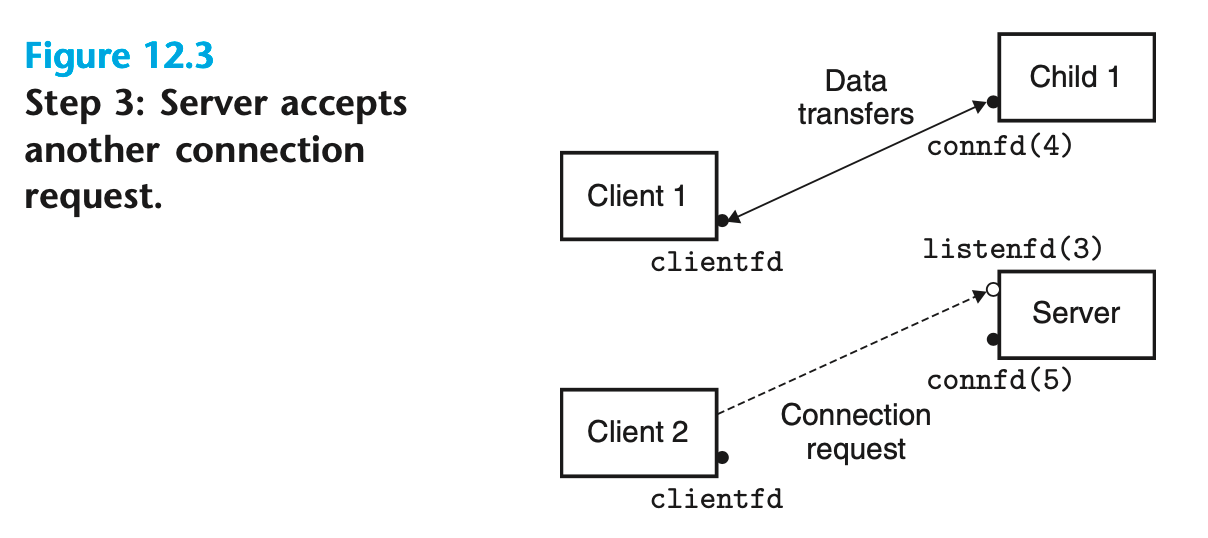 Figure 12.3
Step 3: Server accepts
another connection
request.
Data
transfers
Child 1
connfd(4)
Client 1
clientfd
listenfd(3)
Server
connfd(5)
Connection
request
Client 2
clientfd